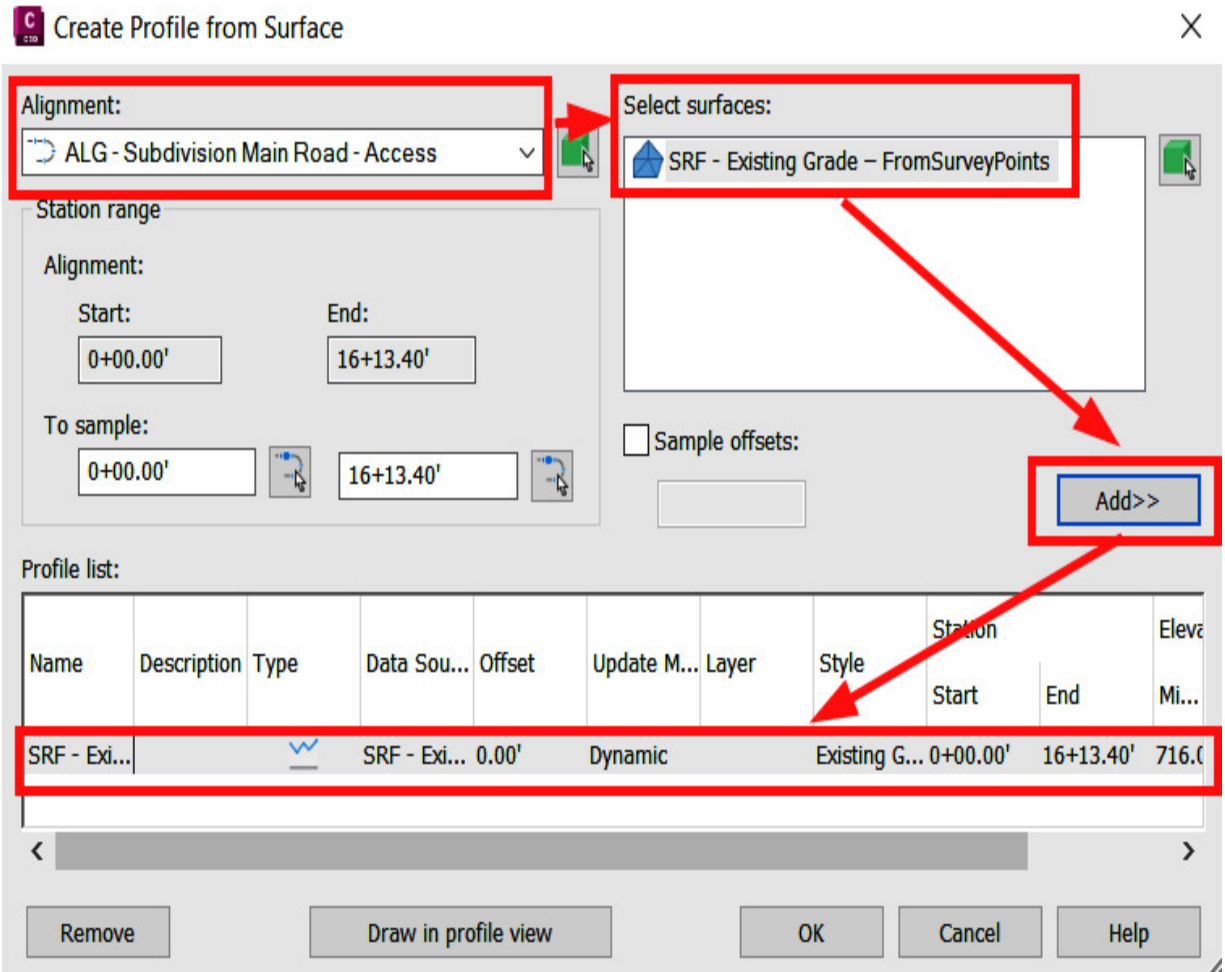 C
C3D
Create Profile from Surface
Alignment:
ALG - Subdivision Main Road - Access
Select surfaces:
SRF - Existing Grade – FromSurveyPoints
Station range
Alignment:
Start:
End:
0+00.00'
16+13.40'
To sample:
0+00.00'
16+13.40'
Sample offsets:
Add>>
Profile list:
Name
Description
Type
Data Sou...
Offset
Update M...
Layer
Style
Station
Start
End
Eleva
Mi...
SRF - Exi...
SRF - Exi...
0.00'
Dynamic
Existing G...
0+00.00'
16+13.40'
716.0
Remove
Draw in profile view
OK
Cancel
Help